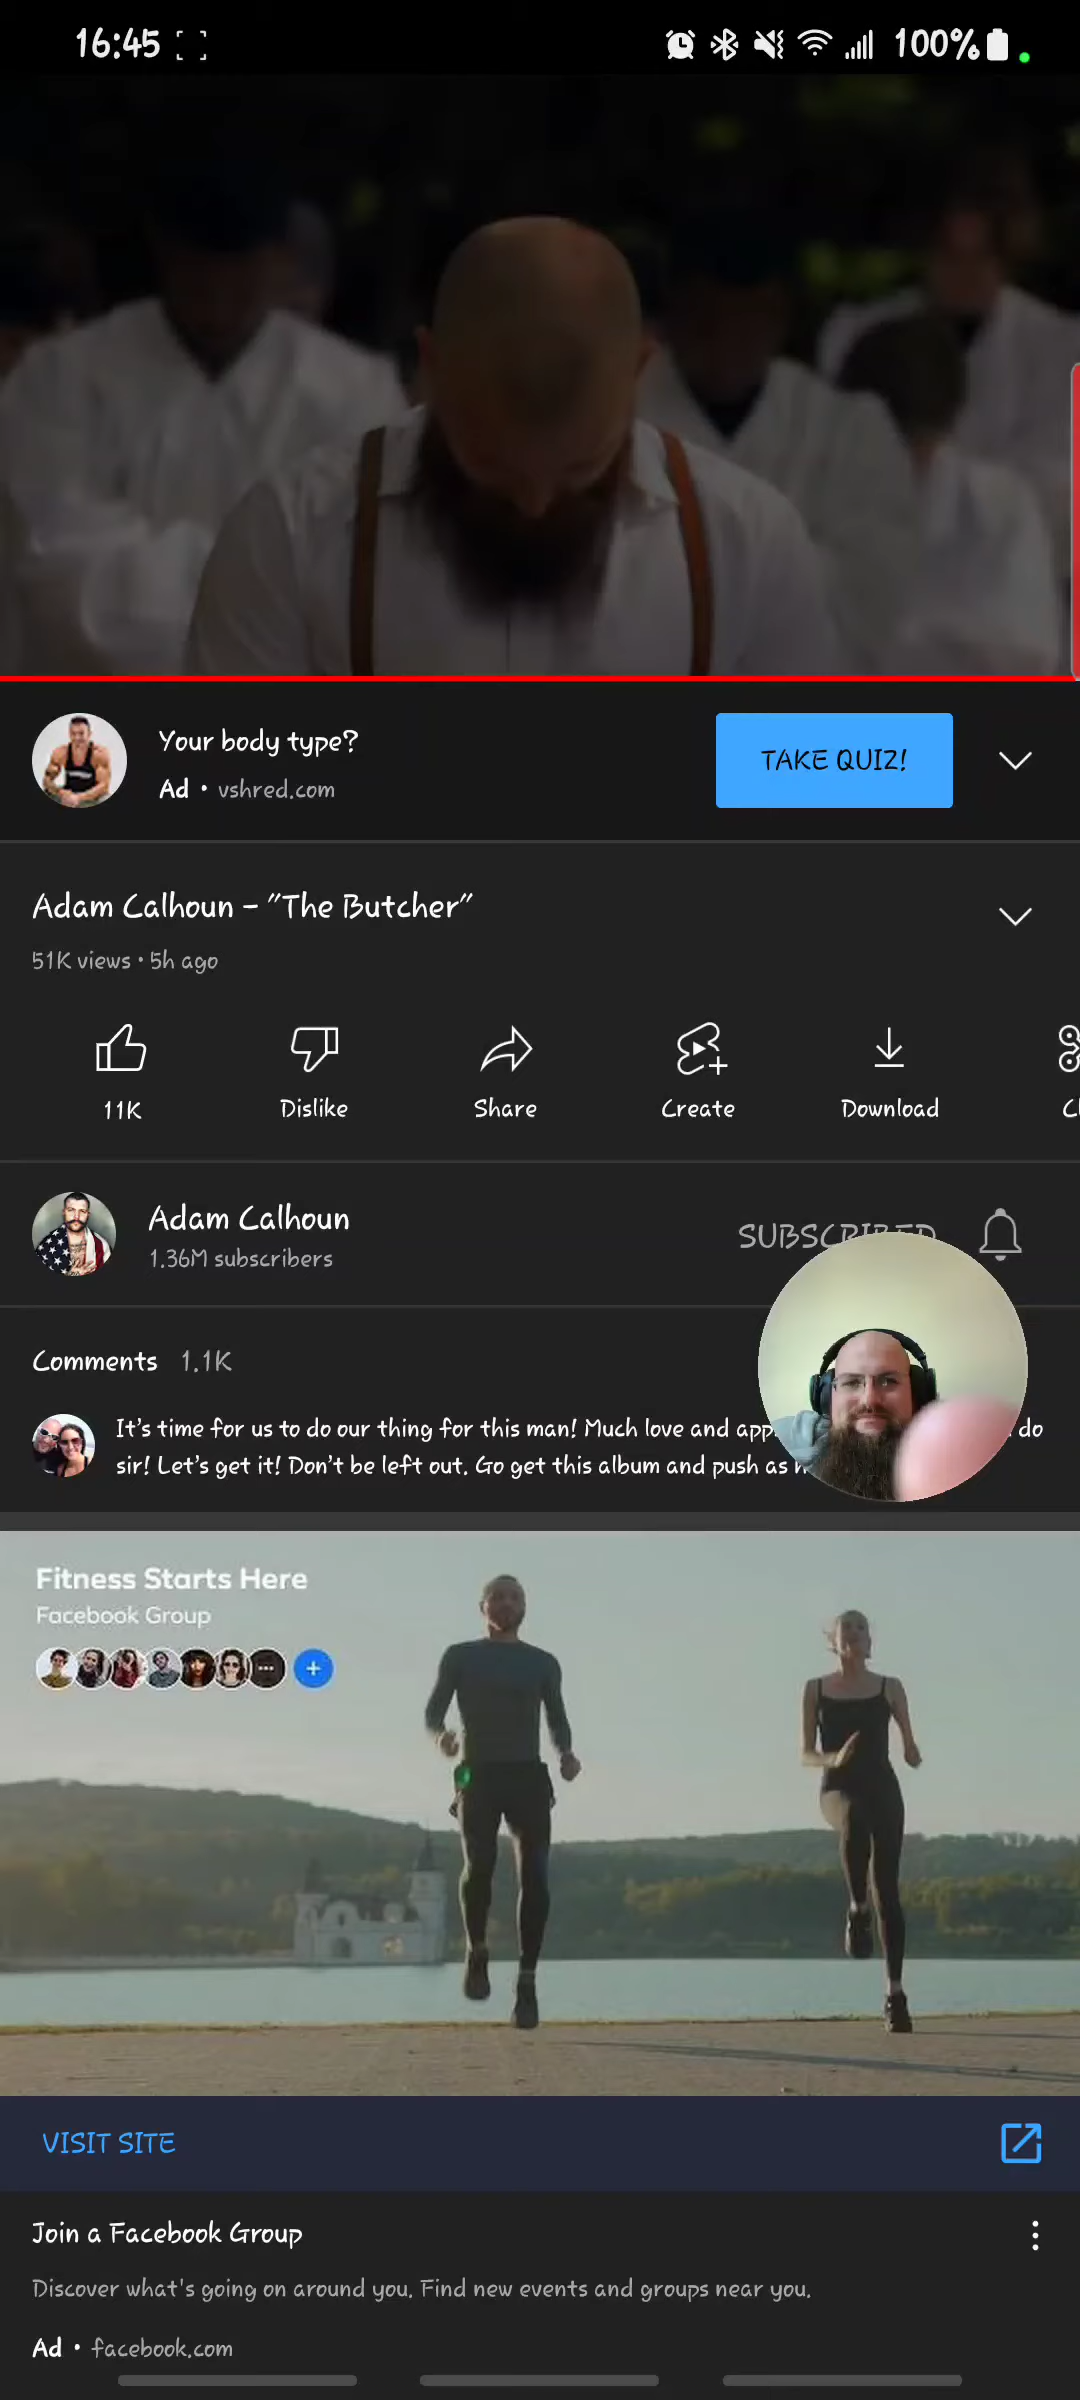 16:45 100%
Your body type?
TAKE QUIZ!
Ad • vshred.com
Adam Calhoun - "The Butcher"
51K views • 5h ago
11K Dislike Share Create Download
Adam Calhoun
SUBSCRIBED
1.36M subscribers
Comments 1.1K
It's time for us to do our thing for this man! Much love and do
sir! Let's get it! Don't be left out. Go get this album and push as
Fitness Starts Here
Facebook Group
VISIT SITE
Join a Facebook Group
Discover what's going on around you. Find new events and groups near you.
Ad • facebook.com